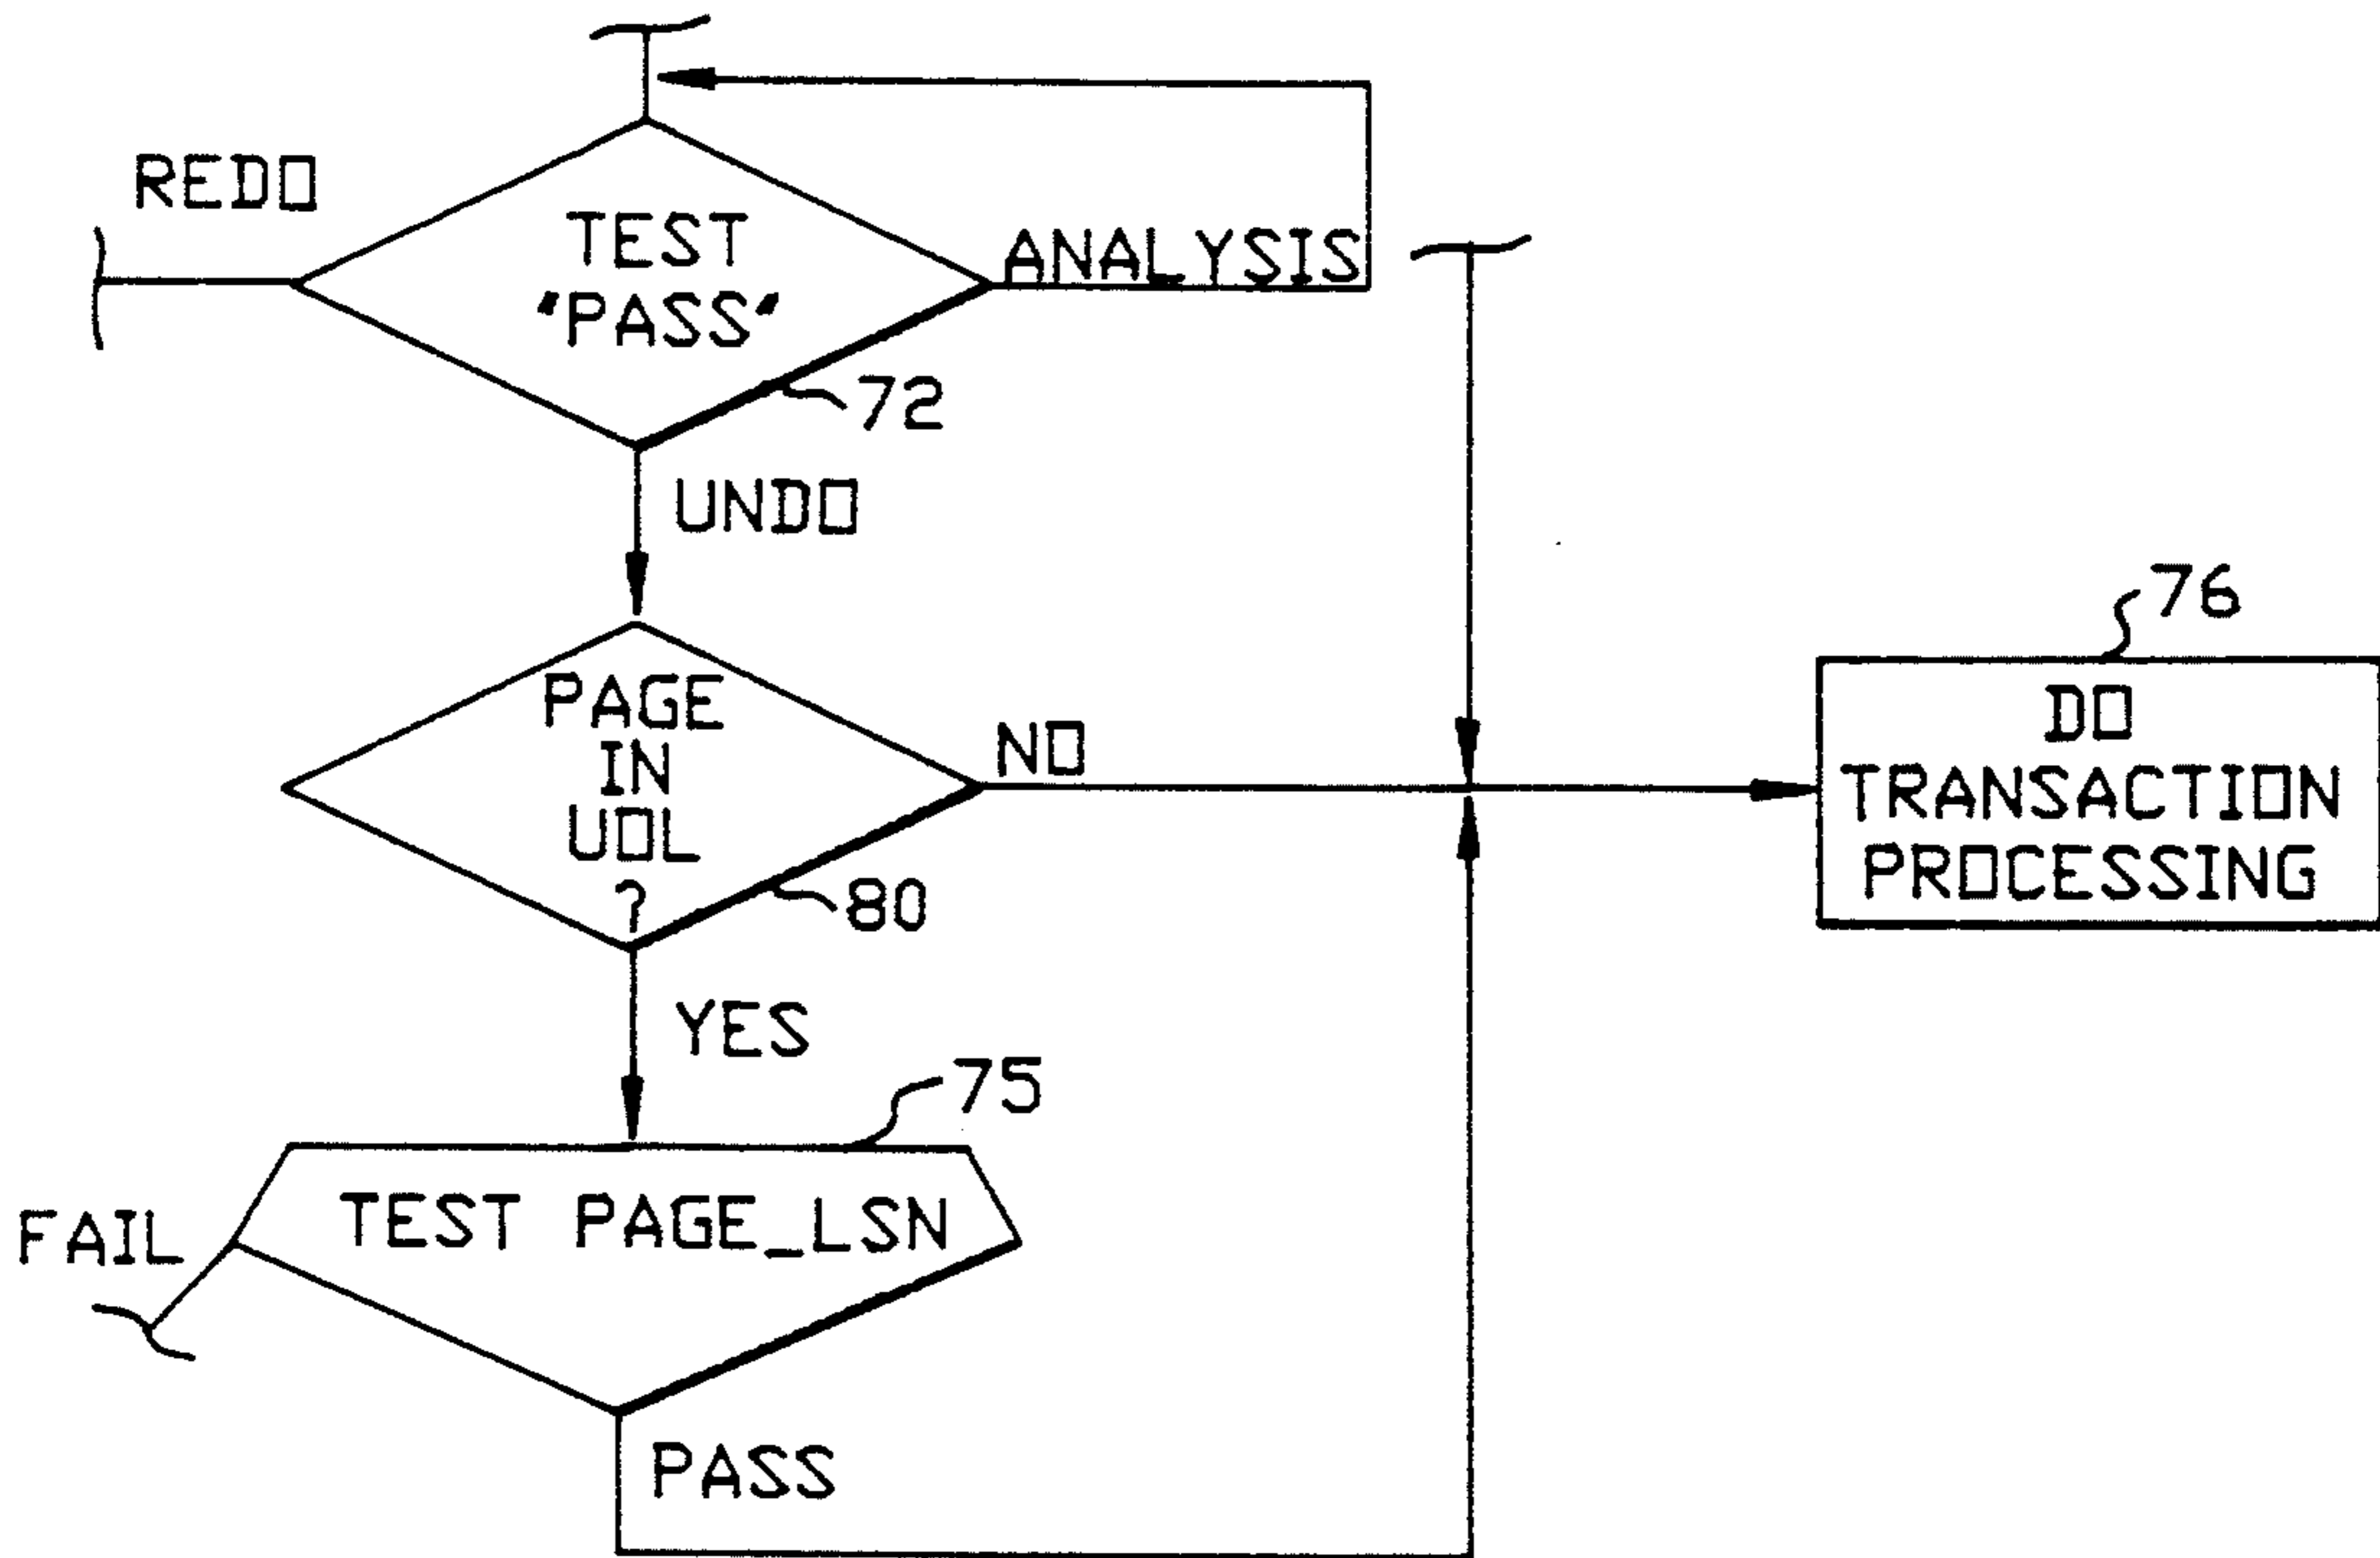 REDO
TEST
"PASS"
ANALYSIS
72
UNDO
76
PAGE
IN
UOL
?
NO
80
DO
TRANSACTION
PROCESSING
YES
75
FAIL
TEST PAGE_LSN
PASS